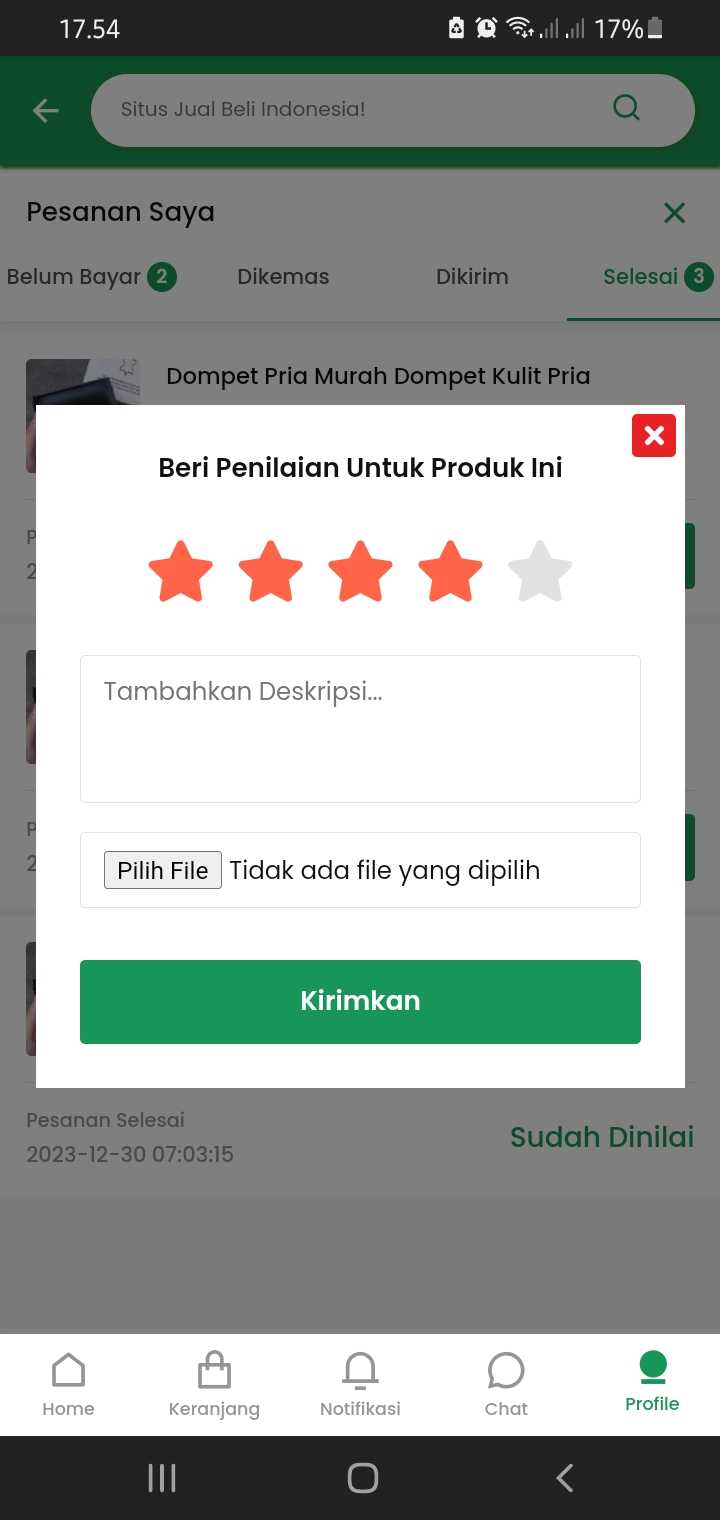 17.54
17%
Situs Jual Beli Indonesia!
Pesanan Saya
Belum Bayar 2
Dikemas
Dikirim
Selesai 3
Dompet Pria Murah Dompet Kulit Pria
Beri Penilaian Untuk Produk Ini
P
2
Tambahkan Deskripsi...
P
2
Pilih File Tidak ada file yang dipilih
Kirimkan
Pesanan Selesai
2023-12-30 07:03:15
Sudah Dinilai
Home
Keranjang
Notifikasi
Chat
Profile